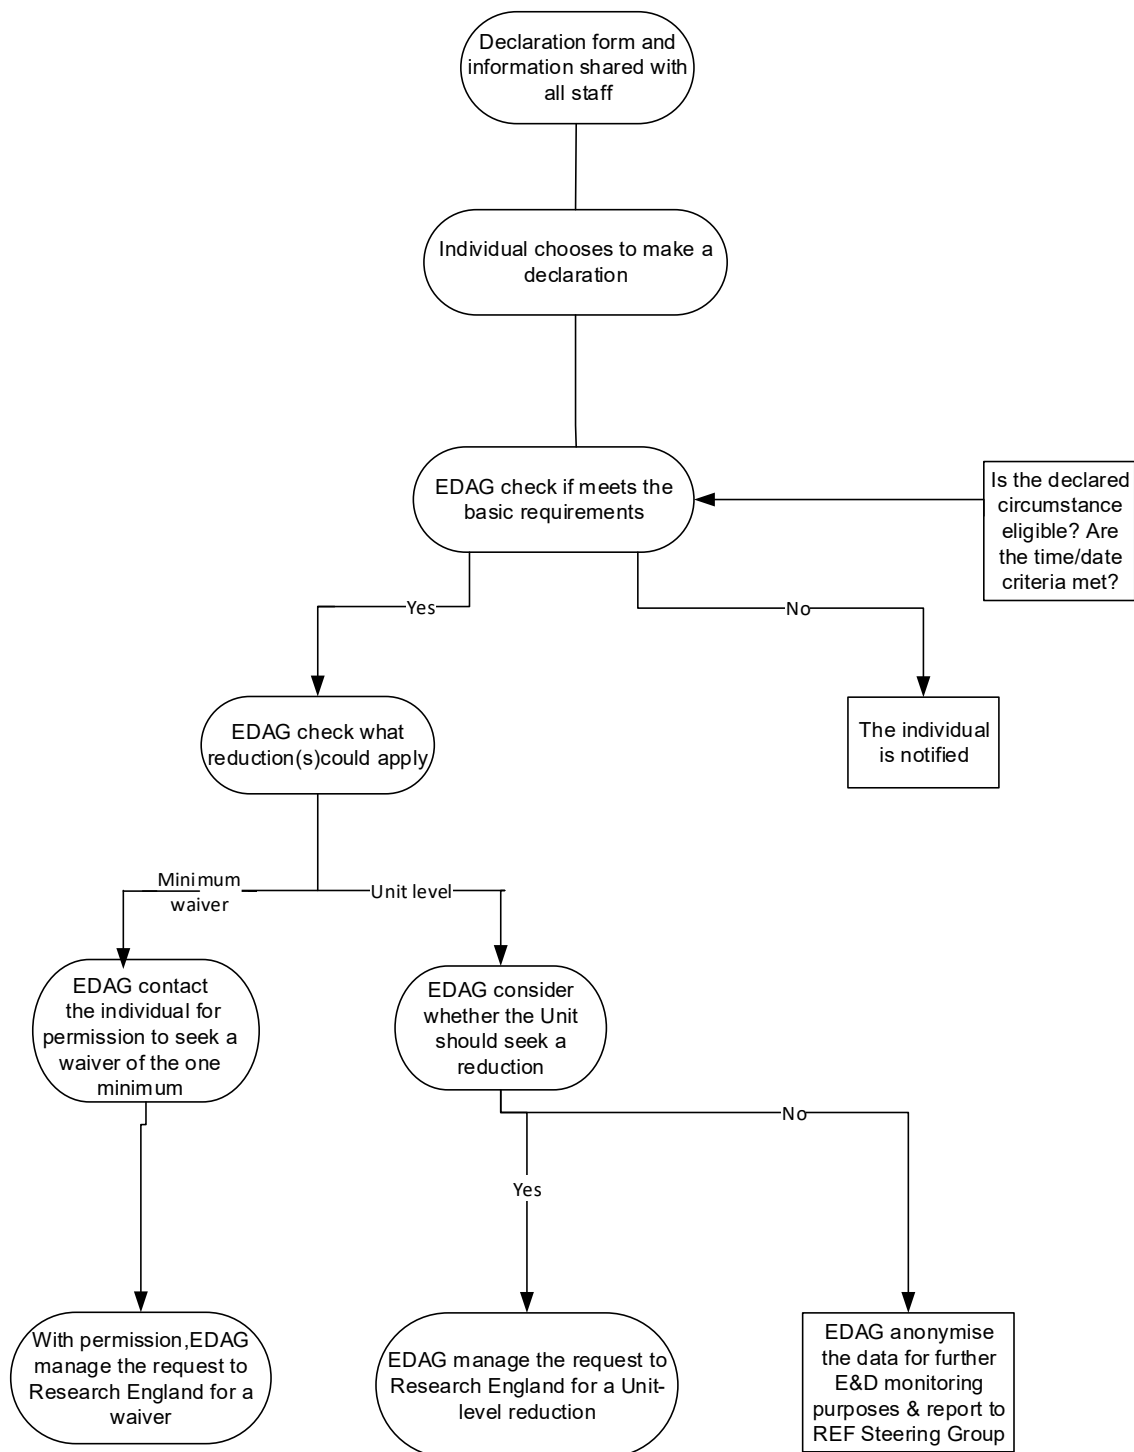 Declaration form and
information shared with
all staff
Individual chooses to make a
declaration
EDAG check if meets the
basic requirements
Is the declared
circumstance
eligible? Are
the time/date
criteria met?
Yes
No
EDAG check what
reduction(s)could apply
The individual
is notified
Minimum
waiver
Unit level
EDAG contact
the individual for
permission to seek a
waiver of the one
minimum
EDAG consider
whether the Unit
should seek a
reduction
No
Yes
With permission,EDAG
manage the request to
Research England for a
waiver
EDAG manage the request to
Research England for a Unit-
level reduction
EDAG anonymise
the data for further
E&D monitoring
purposes & report to
REF Steering Group